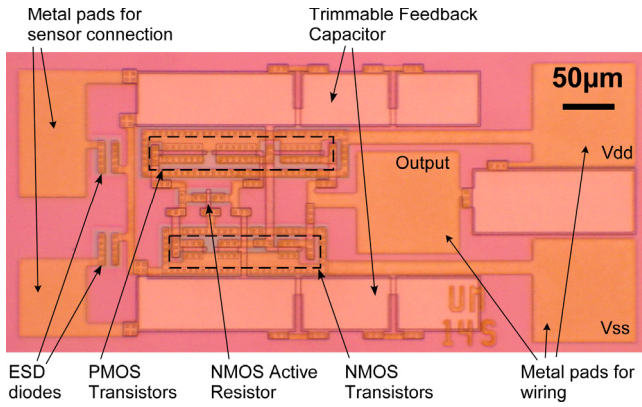 Metal pads for
sensor connection
Trimmable Feedback
Capacitor
50µm
Vdd
Output
Vss
ESD
diodes
PMOS
Transistors
NMOS Active
Resistor
NMOS
Transistors
Metal pads for
wiring
14S